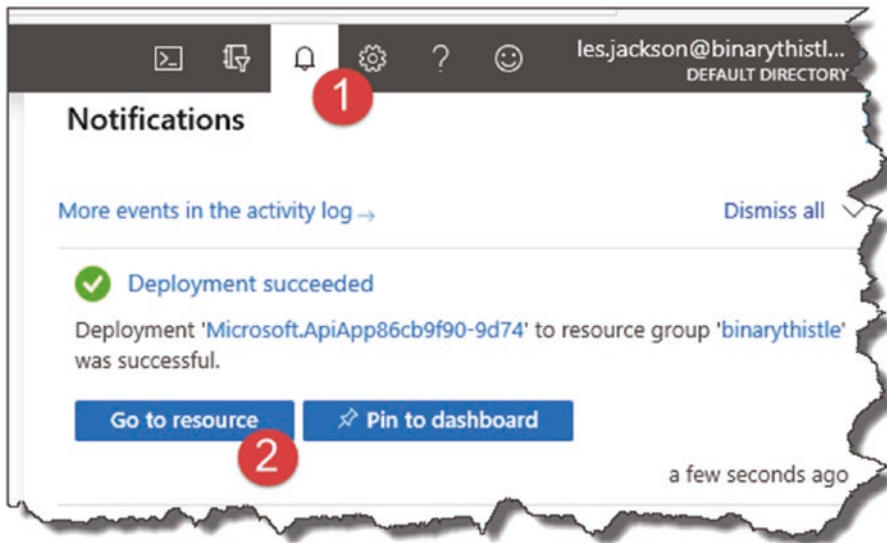 les.jackson@binarythistl...
DEFAULT DIRECTORY
1
Notifications
More events in the activity log →
Dismiss all
Deployment succeeded
Deployment 'Microsoft.ApiApp86cb9f90-9d74' to resource group 'binarythistle'
was successful.
Go to resource
Pin to dashboard
2
a few seconds ago